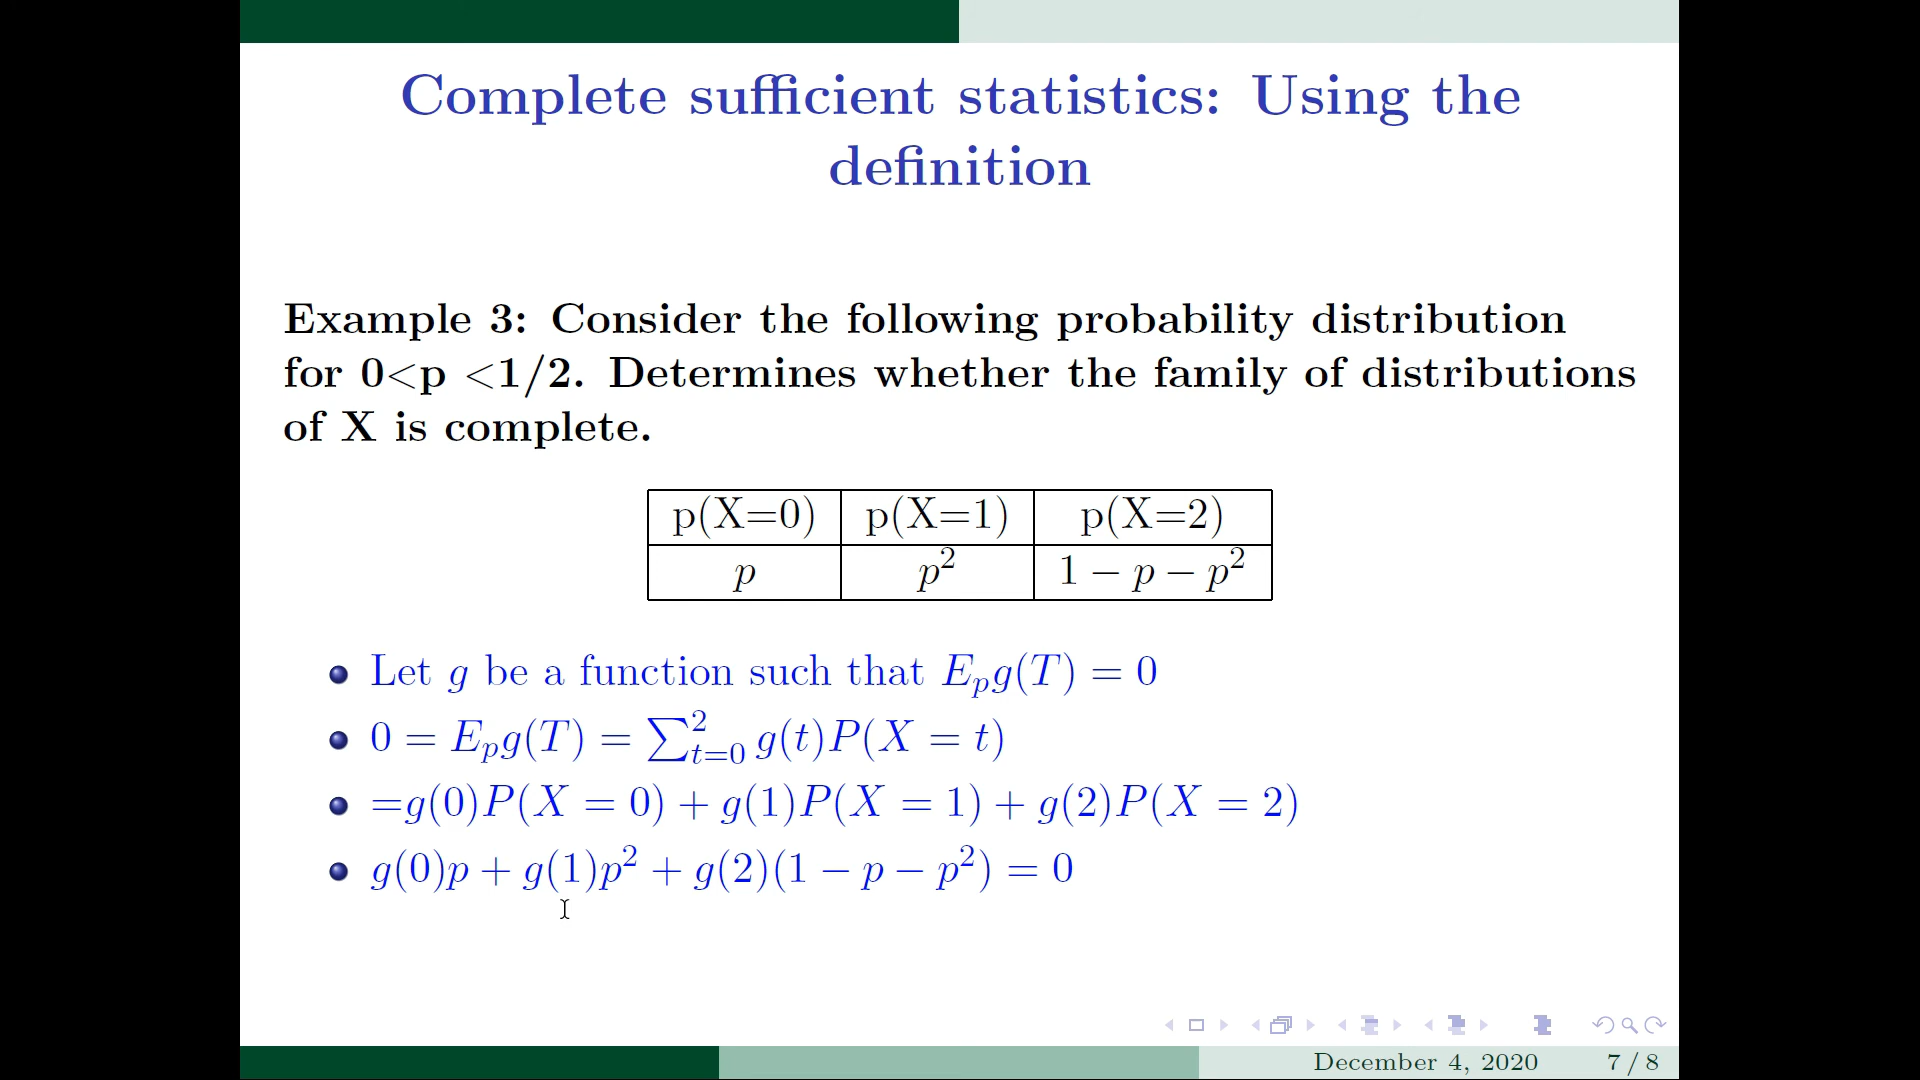 Complete sufficient statistics: Using the
definition
Example 3: Consider the following probability distribution
for 0<p <1/2. Determines whether the family of distributions
of X is complete.
p(X=0) p(X=1) p(X=2)
p p² 1 − p − p²
Let g be a function such that E_p g(T) = 0
0 = E_p g(T) = ∑_{t=0}^{2} g(t)P(X = t)
=g(0)P(X = 0) + g(1)P(X = 1) + g(2)P(X = 2)
g(0)p + g(1)p² + g(2)(1 − p − p²) = 0
December 4, 2020 7 / 8